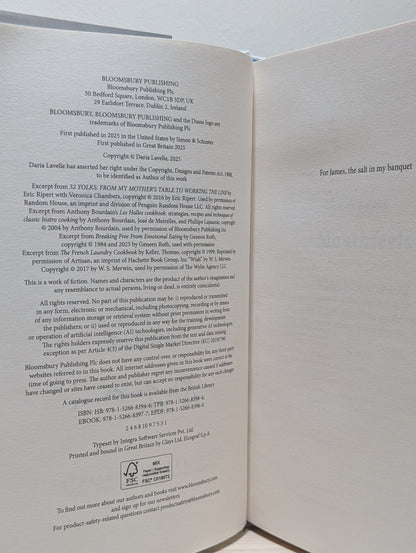 BLOOMSBURY PUBLISHING
Bloomsbury Publishing Plc.
50 Bedford Square, London, WC1B 3DP, UK
29 Earlsfort Terrace, Dublin 2, Ireland
BLOOMSBURY, BLOOMSBURY PUBLISHING and the Diana logo are
trademarks of Bloomsbury Publishing Plc.
First published in 2025 in the United States by Simon & Schuster
First published in Great Britain 2025
Copyright © Daria Lavelle, 2025
Daria Lavelle has asserted her right under the Copyright, Designs and Patents Act, 1988,
to be identified as Author of this work
Excerpt from 32 YOLKS: FROM MY MOTHER'S TABLE TO WORKING THE LINE by
Eric Ripert with Veronica Chambers, copyright © 2016 by Eric Ripert. Used by permission of
Random House, an imprint and division of Penguin Random House LLC. All rights reserved.
Excerpt from Anthony Bourdain's Les Halles cookbook: strategies, recipes and techniques of
classic bistro cooking by Anthony Bourdain, José de Meirelles, and Phillipe Lajaunie, copyright
© 2004 by Anthony Bourdain, used by permission of Bloomsbury Publishing Inc.
Excerpt from Breaking Free From Emotional Eating by Geneen Roth,
copyright © 1984 and 2023 by Geneen Roth, used with permission
Excerpt from The French Laundry Cookbook by Keller, Thomas, copyright © 1999. Reprinted by
permission of Artisan, an imprint of Hachette Book Group, Inc "Wish" by W. S. Merwin.
Copyright © 2017 by W. S. Merwin, used by permission of The Wylie Agency LLC
This is a work of fiction. Names and characters are the product of the author's imagination and
any resemblance to actual persons, living or dead, is entirely coincidental
All rights reserved. No part of this publication may be: i) reproduced or transmitted
in any form, electronic or mechanical, including photocopying, recording or by means
of any information storage or retrieval system without prior permission in writing from
the publishers; or ii) used or reproduced in any way for the training, development
or operation of artificial intelligence (AI) technologies, including generative AI technologies.
The rights holders expressly reserve this publication from the text and data mining
exception as per Article 4(3) of the Digital Single Market Directive (EU) 2019/790
Bloomsbury Publishing Plc does not have any control over, or responsibility for, any third-party
websites referred to in this book. All internet addresses given in this book were correct at the
time of going to press. The author and publisher regret any inconvenience caused if addresses
have changed or sites have ceased to exist, but can accept no responsibility for any such changes
A catalogue record for this book is available from the British Library
ISBN: HB: 978-1-5266-8394-6; TPB: 978-1-5266-8398-4;
EBOOK: 978-1-5266-8397-7; EPDF: 978-1-5266-8396-0
2 4 6 8 10 9 7 5 3 1
Typeset by Integra Software Services Pvt. Ltd.
Printed and bound in Great Britain by Clays Ltd, Elcograf S.p.A.
FSC
MIX
Paper | Supporting
responsible forestry
FSC® C018072
To find out more about our authors and books visit www.bloomsbury.com
and sign up for our newsletters
For product-safety-related questions contact productsafety@bloomsbury.com
For James, the salt in my banquet